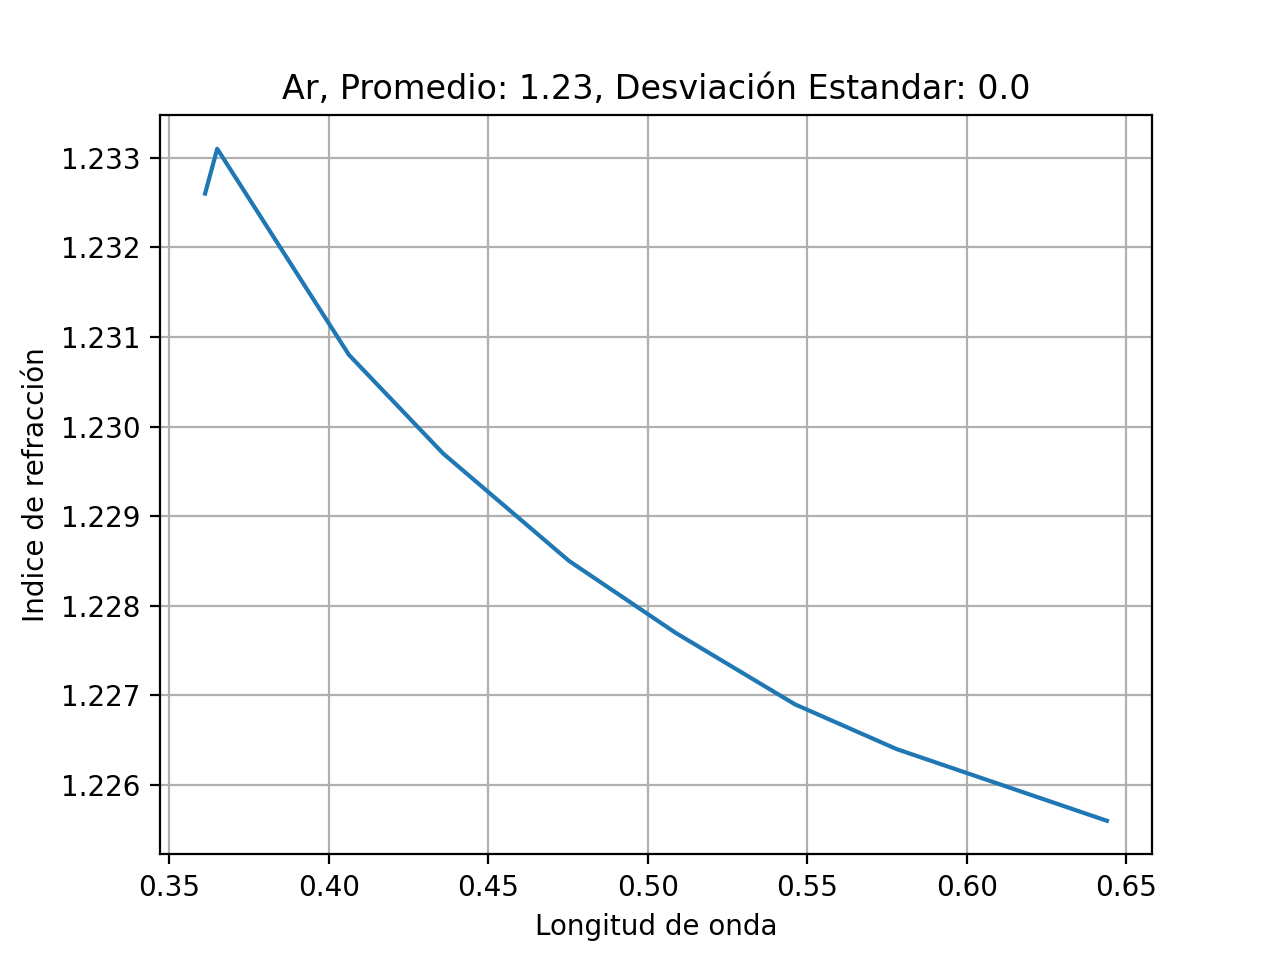 Ar, Promedio: 1.23, Desviación Estandar: 0.0
1.233
1.232
1.231
1.230
1.229
1.228
1.227
1.226
Indice de refracción
0.35 0.40 0.45 0.50 0.55 0.60 0.65
Longitud de onda